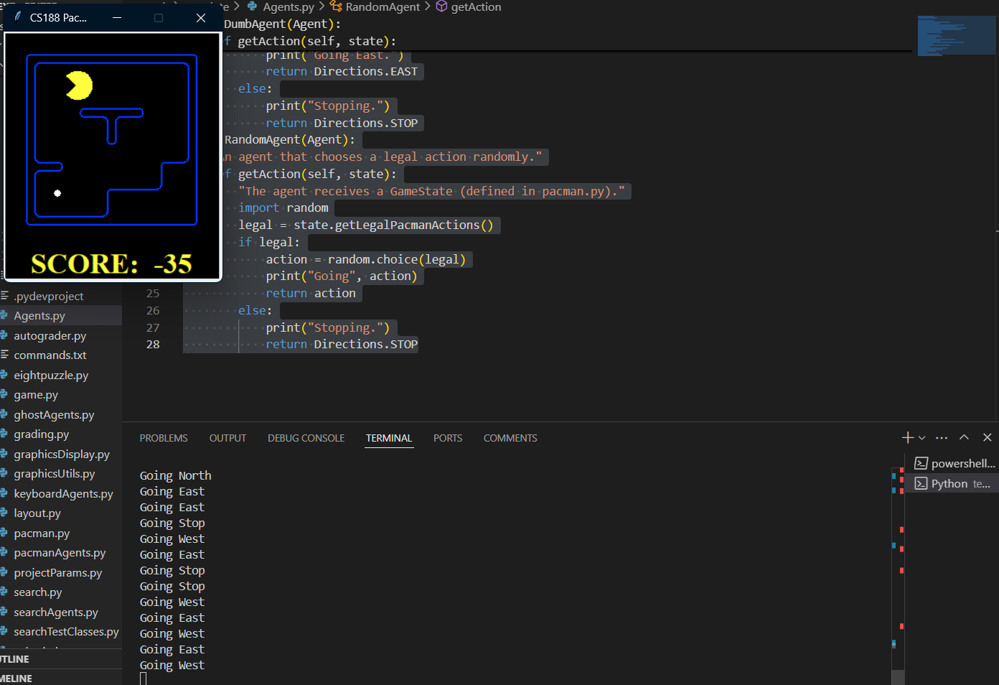 CS188 Pac...
SCORE: -35
Agents.py > RandomAgent > getAction
DumbAgent(Agent):
getAction(self, state):
print("Going East.")
return Directions.EAST
else:
print("Stopping.")
return Directions.STOP
RandomAgent(Agent):
agent that chooses a legal action randomly."
getAction(self, state):
"The agent receives a GameState (defined in pacman.py)."
import random
legal = state.getLegalPacmanActions()
if legal:
action = random.choice(legal)
print("Going", action)
25 return action
26 else:
27 print("Stopping.")
28 return Directions.STOP
.pydevproject
Agents.py
autograder.py
commands.txt
eightpuzzle.py
game.py
ghostAgents.py
grading.py
graphicsDisplay.py
graphicsUtils.py
keyboardAgents.py
layout.py
pacman.py
pacmanAgents.py
projectParams.py
search.py
searchAgents.py
searchTestClasses.py
UTLINE
MELINE
PROBLEMS OUTPUT DEBUG CONSOLE TERMINAL PORTS COMMENTS
powershell...
Python te...
Going North
Going East
Going East
Going Stop
Going West
Going East
Going Stop
Going Stop
Going West
Going East
Going West
Going East
Going West